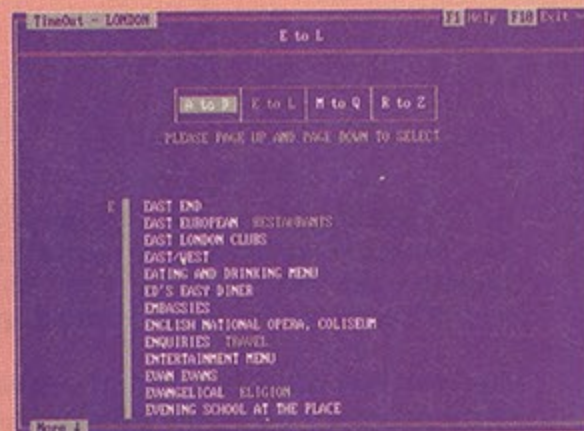 TimeOut - LONDON F1 Help F10 Exit
E to L
A to D E to L M to Q R to Z
PLEASE PAGE UP AND PAGE DOWN TO SELECT
E EAST END
EAST EUROPEAN RESTAURANTS
EAST LONDON CLUBS
EAST/WEST
EATING AND DRINKING MENU
ED'S EASY DINER
EMBASSIES
ENGLISH NATIONAL OPERA, COLISEUM
ENQUIRIES TRAVEL
ENTERTAINMENT MENU
EVAN EVANS
EVANGELICAL ELIGION
EVENING SCHOOL AT THE PLACE
More ↓